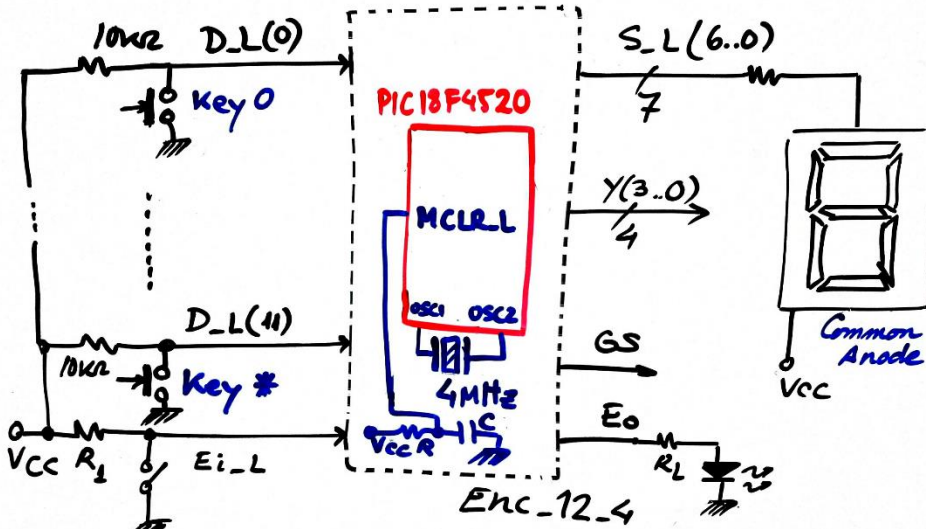 10kΩ D_L(0)
Key 0
D_L(11)
10kΩ
Key *
Vcc R1 Ei_L
PIC18F4520
MCLR_L
OSC1 OSC2
4MHz
Vcc R C
Enc_12_4
S_L(6..0)
7
Y(3..0)
4
GS
Eo
RL
Common
Anode
Vcc